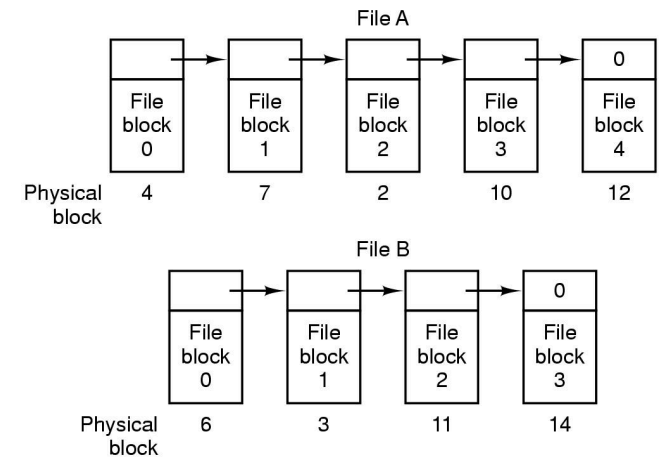 File A
0
File block 0
File block 1
File block 2
File block 3
File block 4
Physical block
4 7 2 10 12
File B
0
File block 0
File block 1
File block 2
File block 3
Physical block
6 3 11 14